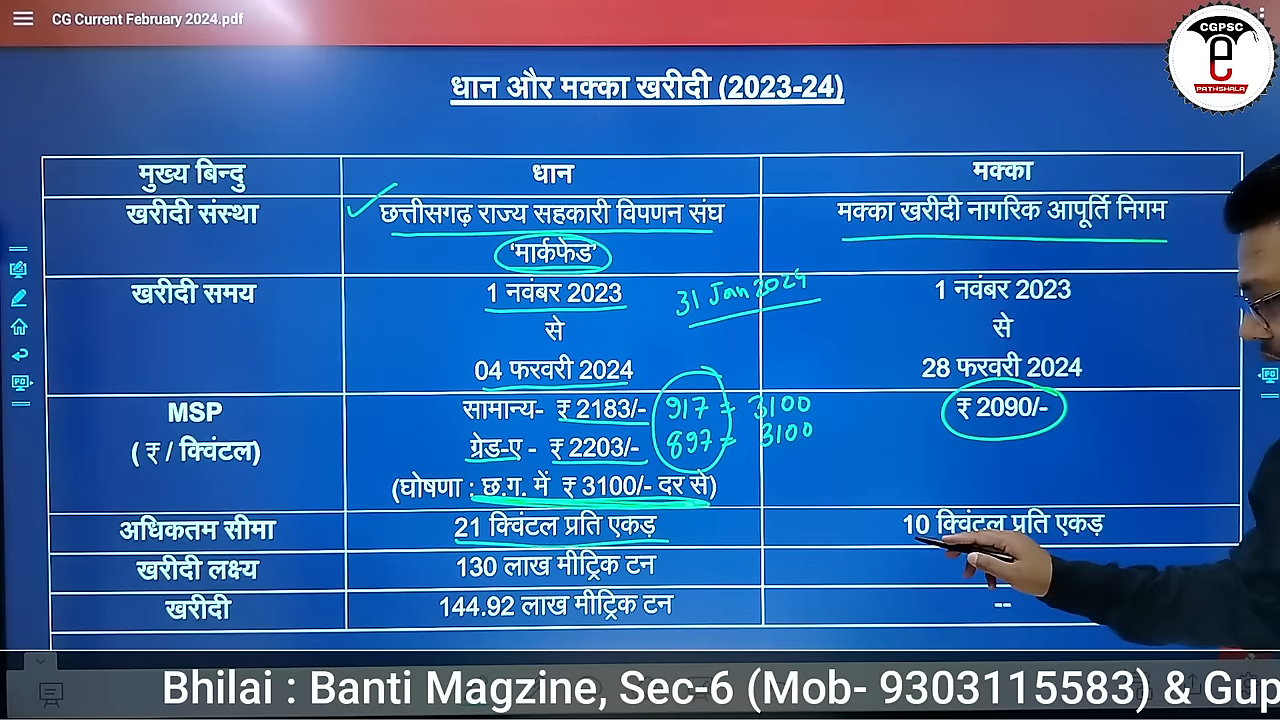 CG Current February 2024.pdf
CGPSC
e
PATHSHALA
धान और मक्का खरीदी (2023-24)
मुख्य बिन्दु धान मक्का
खरीदी संस्था छत्तीसगढ़ राज्य सहकारी विपणन संघ मक्का खरीदी नागरिक आपूर्ति निगम
'मार्कफेड'
खरीदी समय 1 नवंबर 2023 31 Jan 2024 1 नवंबर 2023
से से
04 फरवरी 2024 28 फरवरी 2024
MSP सामान्य- ₹ 2183/- 917 = 3100 ₹ 2090/-
( ₹ / क्विंटल) ग्रेड-ए - ₹ 2203/- 897 = 3100
(घोषणा : छ.ग. में ₹ 3100/- दर से)
अधिकतम सीमा 21 क्विंटल प्रति एकड़ 10 क्विंटल प्रति एकड़
खरीदी लक्ष्य 130 लाख मीट्रिक टन
खरीदी 144.92 लाख मीट्रिक टन --
Bhilai : Banti Magzine, Sec-6 (Mob- 9303115583) & Gup